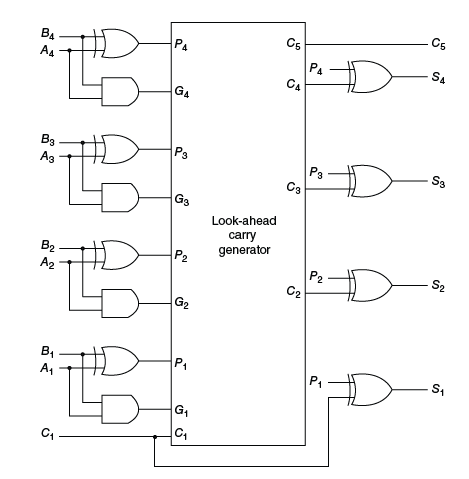 B4
A4
P4
G4
B3
A3
P3
G3
B2
A2
P2
G2
B1
A1
P1
G1
C1
C1
Look-ahead
carry
generator
C5
C5
P4
C4
S4
P3
C3
S3
P2
C2
S2
P1
S1